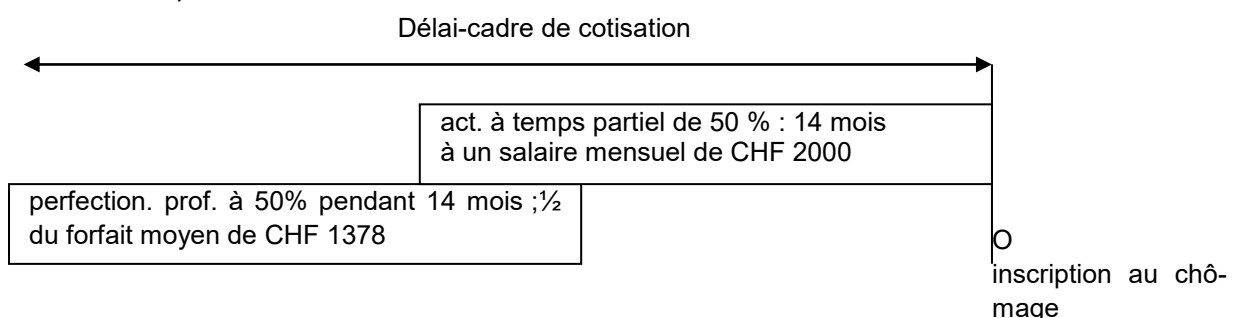 Délai-cadre de cotisation
act. à temps partiel de 50 % : 14 mois
à un salaire mensuel de CHF 2000
perfection. prof. à 50% pendant 14 mois ;½
du forfait moyen de CHF 1378
O
inscription au chô-
mage